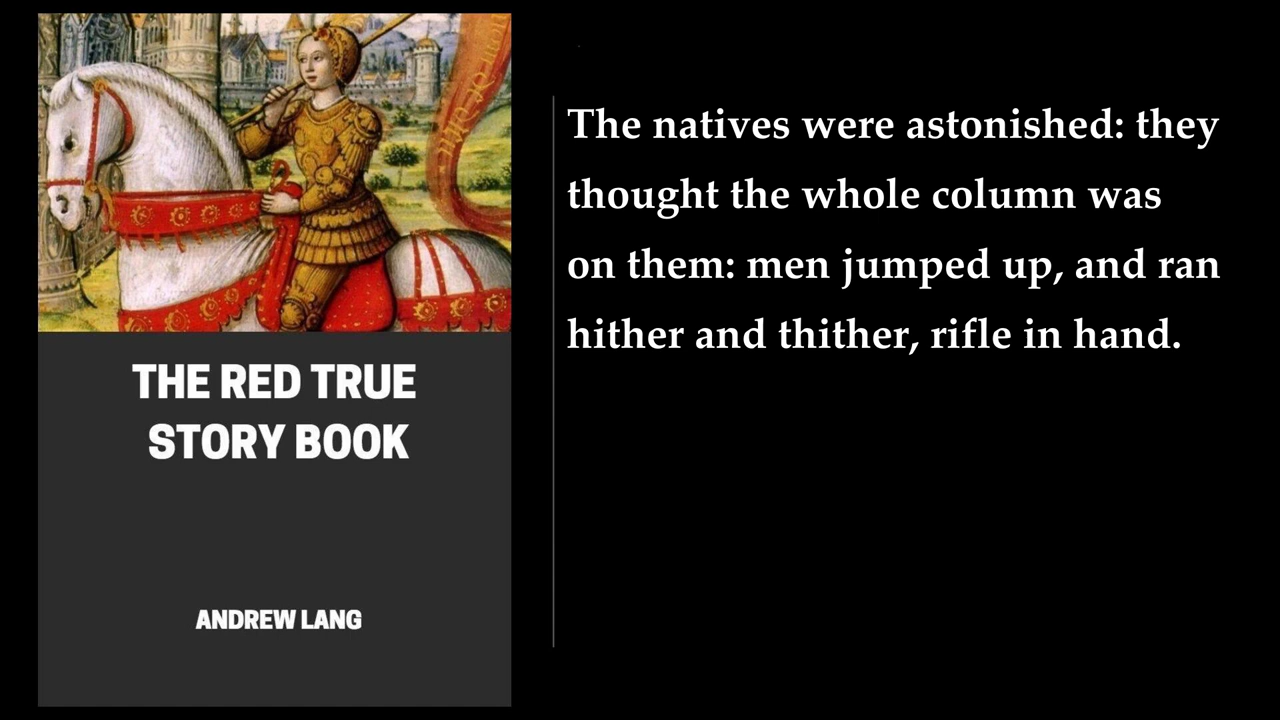 THE RED TRUE
STORY BOOK
ANDREW LANG
The natives were astonished: they
thought the whole column was
on them: men jumped up, and ran
hither and thither, rifle in hand.